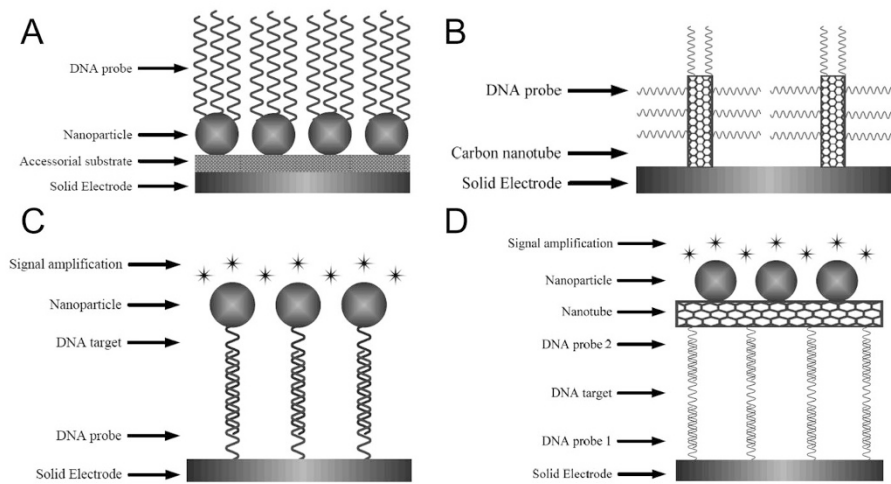 A
DNA probe
Nanoparticle
Accessorial substrate
Solid Electrode
B
DNA probe
Carbon nanotube
Solid Electrode
C
Signal amplification
Nanoparticle
DNA target
DNA probe
Solid Electrode
D
Signal amplification
Nanoparticle
Nanotube
DNA probe 2
DNA target
DNA probe 1
Solid Electrode